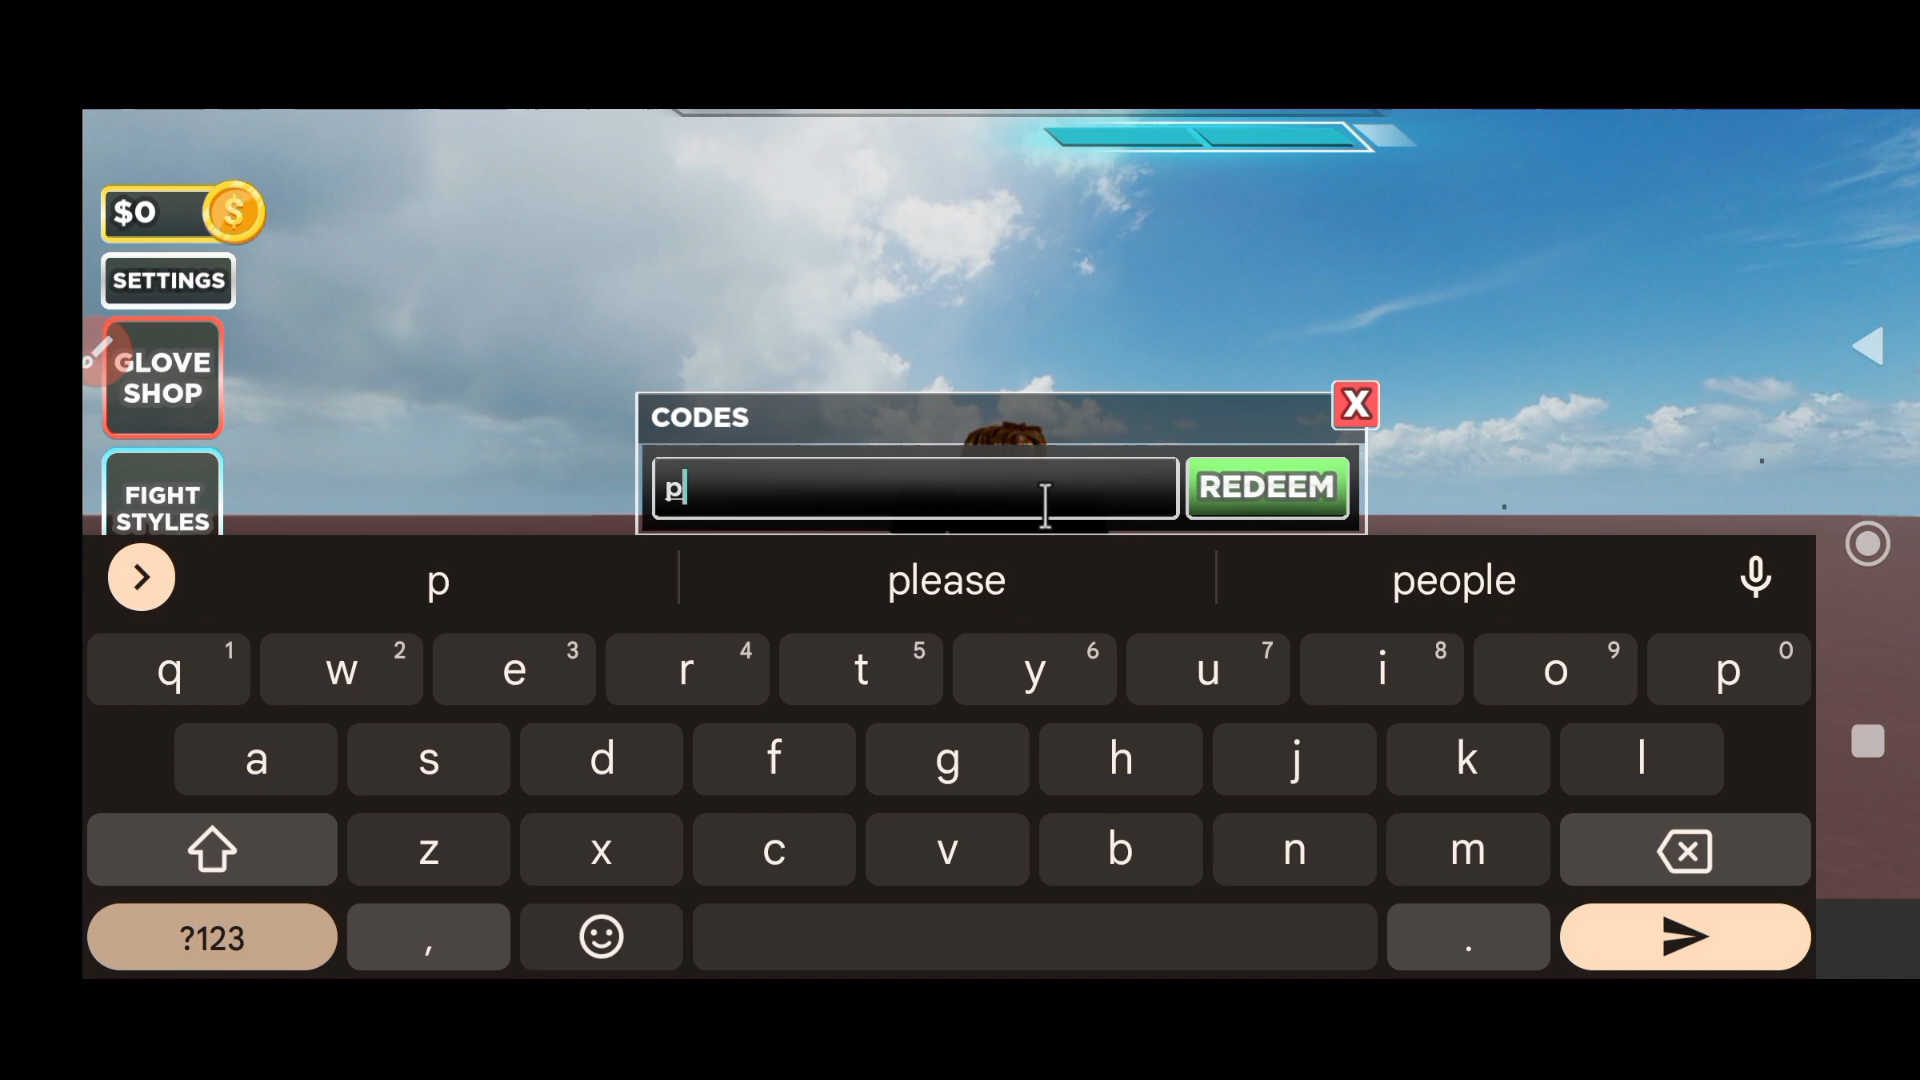 $0
$
SETTINGS
GLOVE
SHOP
FIGHT
STYLES
CODES
X
p
REDEEM
p please people
q 1 w 2 e 3 r 4 t 5 y 6 u 7 i 8 o 9 p 0
a s d f g h j k l
z x c v b n m
?123 , .